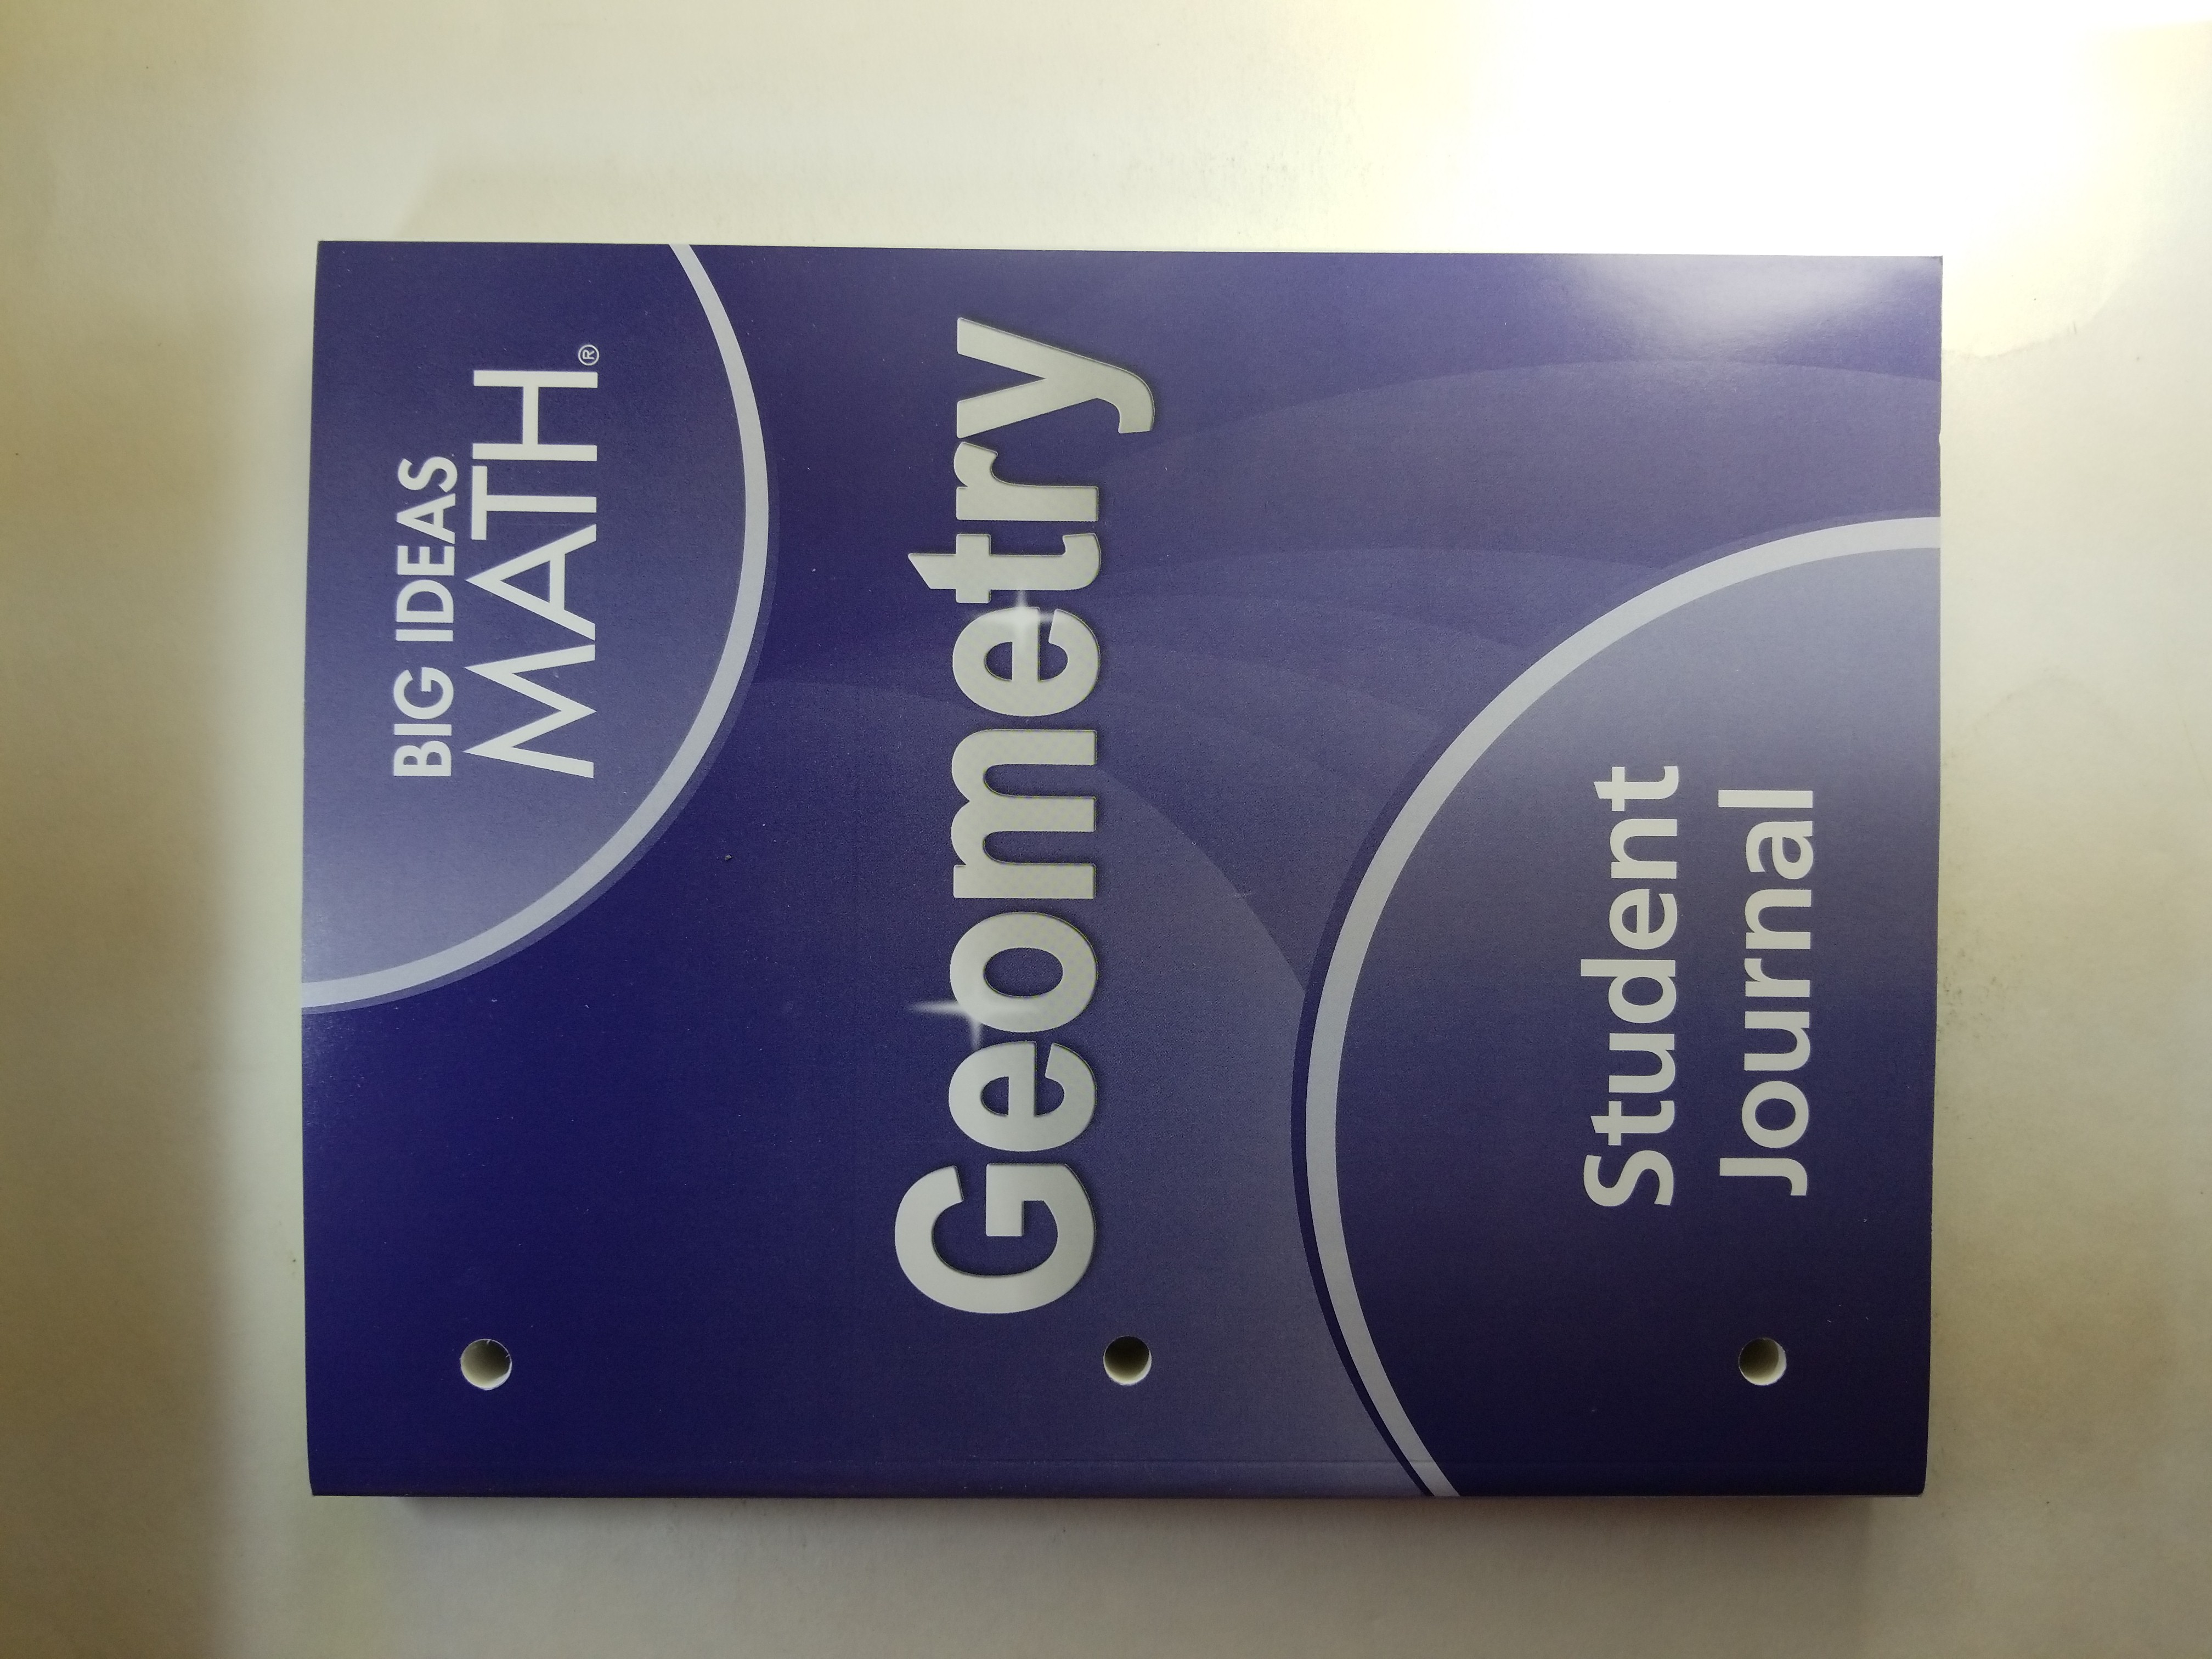 BIG IDEAS
MATH®
Geometry
Student
Journal